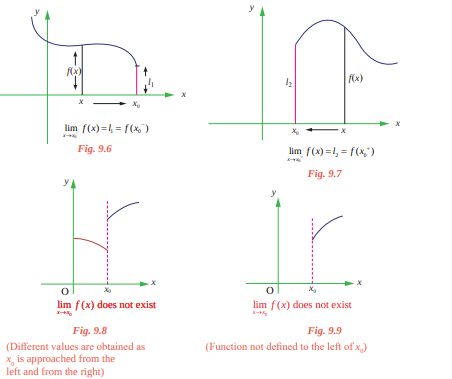 y
f(x)
l₁
x
x
x₀
lim f(x)=l₁ = f(x₀⁻)
x→x₀⁻
Fig. 9.6
y
l₂
f(x)
x
x₀
x
lim f(x)=l₂ = f(x₀⁺)
x→x₀⁺
Fig. 9.7
y
O
x₀
x
lim f(x) does not exist
x→x₀
Fig. 9.8
(Different values are obtained as
x₀ is approached from the
left and from the right)
y
O
x₀
x
lim f(x) does not exist
x→x₀
Fig. 9.9
(Function not defined to the left of x₀)